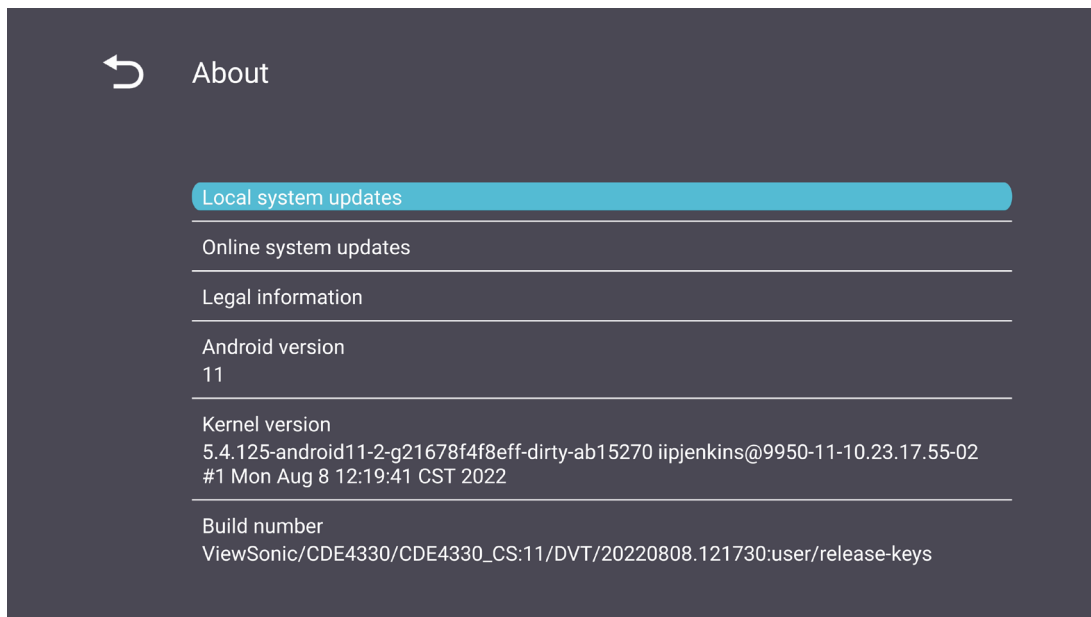 About
Local system updates
Online system updates
Legal information
Android version
11
Kernel version
5.4.125-android11-2-g21678f4f8eff-dirty-ab15270 iipjenkins@9950-11-10.23.17.55-02
#1 Mon Aug 8 12:19:41 CST 2022
Build number
ViewSonic/CDE4330/CDE4330_CS:11/DVT/20220808.121730:user/release-keys